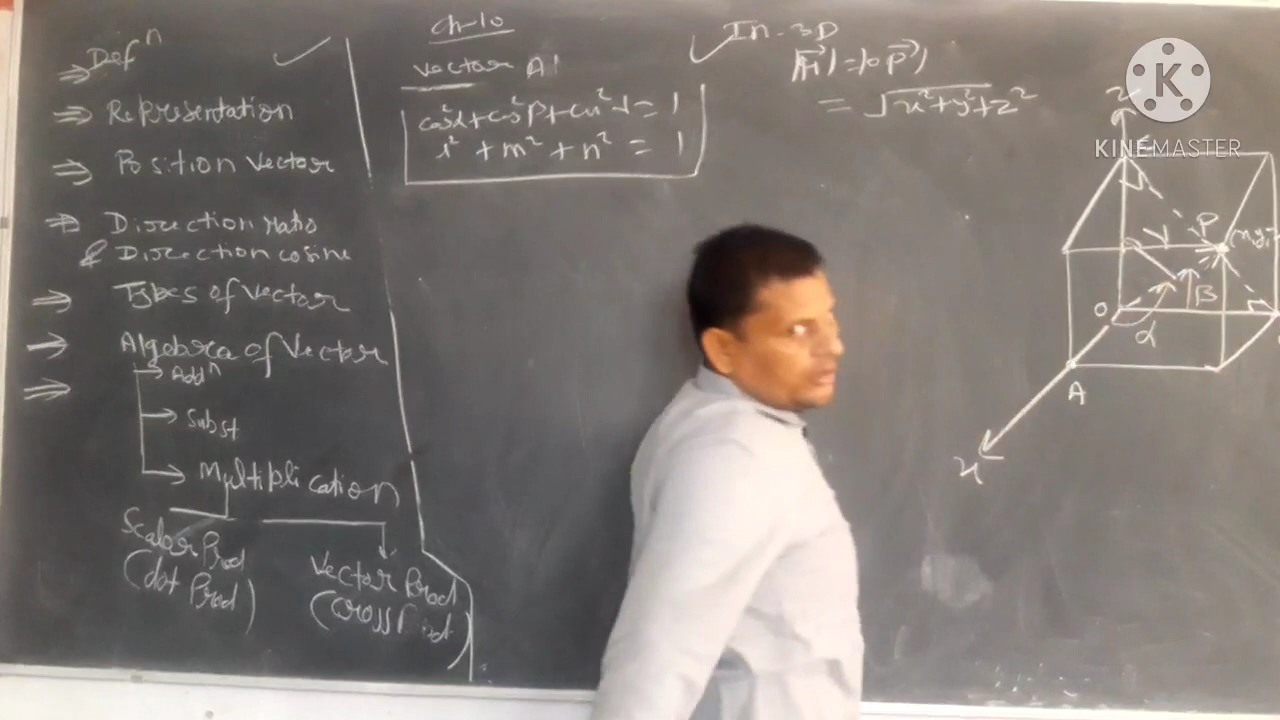 ⇒ Defⁿ
⇒ Representation
⇒ Position Vector
⇒ Direction ratio
& Direction cosine
⇒ Types of Vector
→ Algebra of Vector
⇒
→ Addⁿ
→ Subst
→ Multiplication
Scalar Prod
(dot Prod)
Vector Prod
(Cross Prod)
Ch-10
Vector Al
cos²α + cos²β + cos²γ = 1
l² + m² + n² = 1
In-3D
|r⃗| = |OP⃗|
= √x²+y²+z²
K
KINEMASTER
Z
P
O
B
α
A
x